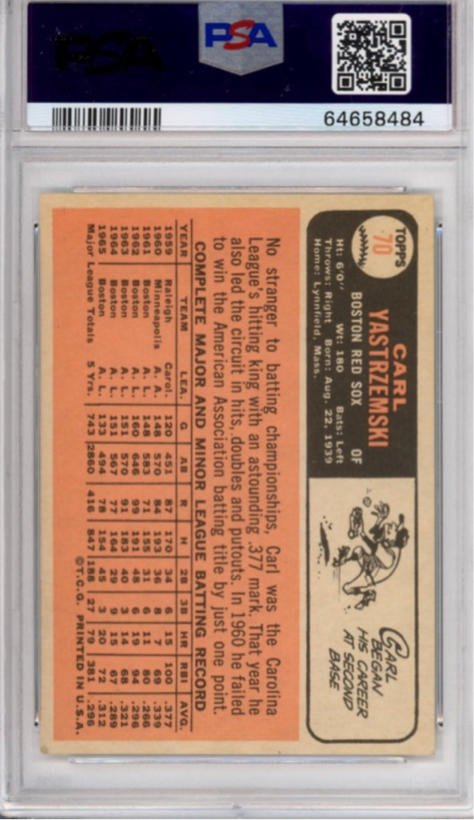 PSA
PSA
64658484
TOPPS
70
CARL
YASTRZEMSKI
BOSTON RED SOX OF
Ht: 6'0" Wt: 180 Bats: Left
Throws: Right Born: Aug. 22, 1939
Home: Lynnfield, Mass.
CARL
BEGAN
HIS CAREER
AT SECOND
BASE
No stranger to batting championships, Carl was the Carolina
League's hitting king with an astounding .377 mark. That year he
also led the circuit in hits, doubles and putouts. In 1960 he failed
to win the American Association batting title by just one point.
COMPLETE MAJOR AND MINOR LEAGUE BATTING RECORD
YEAR TEAM LEA. G AB R H 2B 3B HR RBI AVG.
1959 Raleigh Carol. 120 451 87 170 34 6 15 100 .377
1960 Minneapolis A. A. 148 570 84 193 36 8 7 69 .339
1961 Boston A. L. 148 583 71 155 31 6 11 80 .266
1962 Boston A. L. 160 646 99 191 43 6 19 94 .296
1963 Boston A. L. 151 570 91 183 40 3 14 68 .321
1964 Boston A. L. 151 567 77 164 29 9 15 67 .289
1965 Boston A. L. 133 494 78 154 45 3 20 72 .312
Major League Totals 5 Yrs. 743 2860 416 847 188 27 79 381 .296
©T.C.G. PRINTED IN U.S.A.